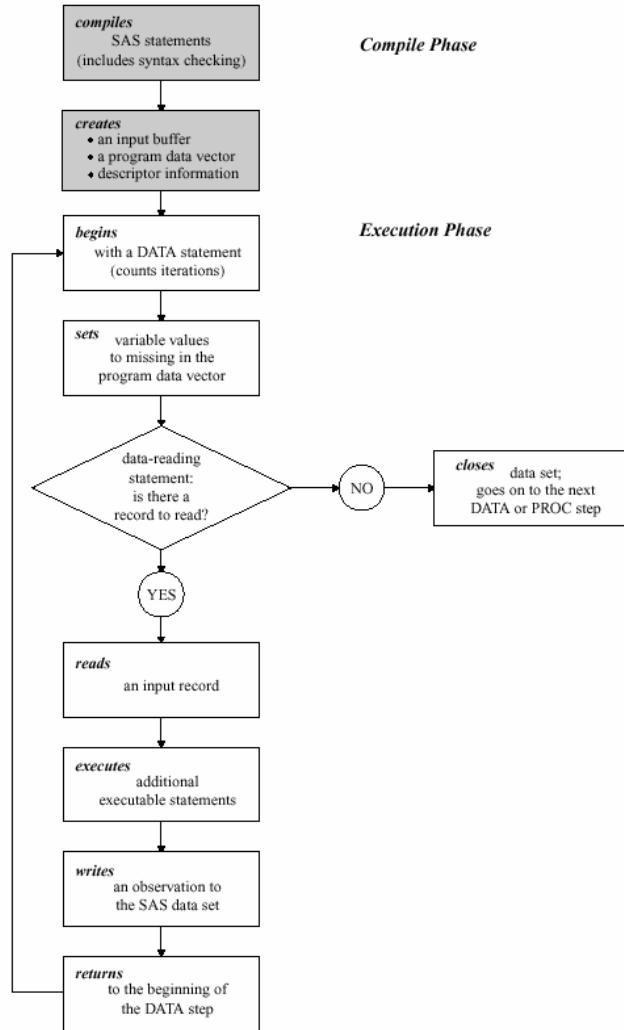 compiles
SAS statements
(includes syntax checking)
Compile Phase
creates
• an input buffer
• a program data vector
• descriptor information
begins
with a DATA statement
(counts iterations)
Execution Phase
sets variable values
to missing in the
program data vector
data-reading
statement:
is there a
record to read?
NO
closes data set;
goes on to the next
DATA or PROC step
YES
reads
an input record
executes
additional
executable statements
writes
an observation to
the SAS data set
returns
to the beginning of
the DATA step